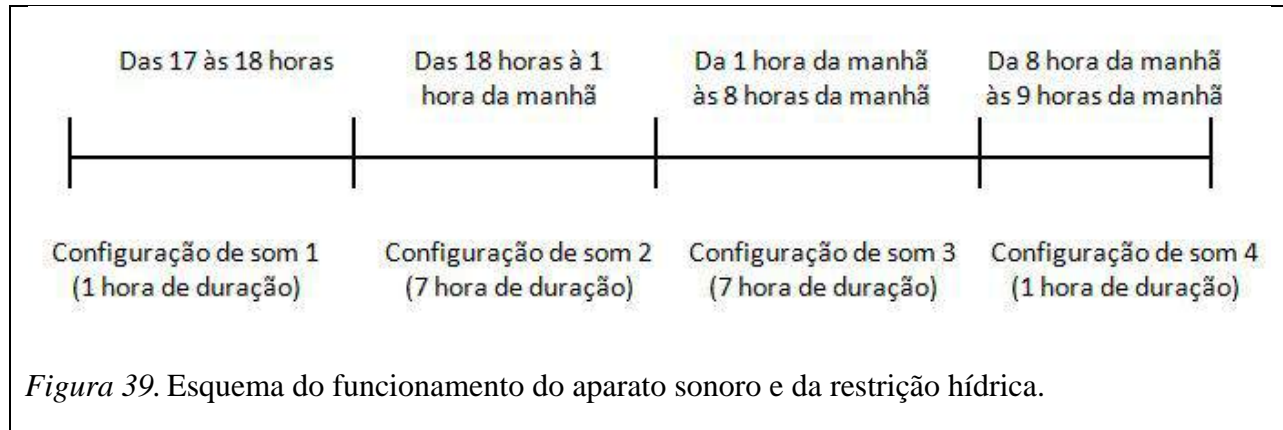 Das 17 às 18 horas
Das 18 horas à 1
hora da manhã
Da 1 hora da manhã
às 8 horas da manhã
Da 8 hora da manhã
às 9 horas da manhã
Configuração de som 1
(1 hora de duração)
Configuração de som 2
(7 hora de duração)
Configuração de som 3
(7 hora de duração)
Configuração de som 4
(1 hora de duração)
Figura 39. Esquema do funcionamento do aparato sonoro e da restrição hídrica.